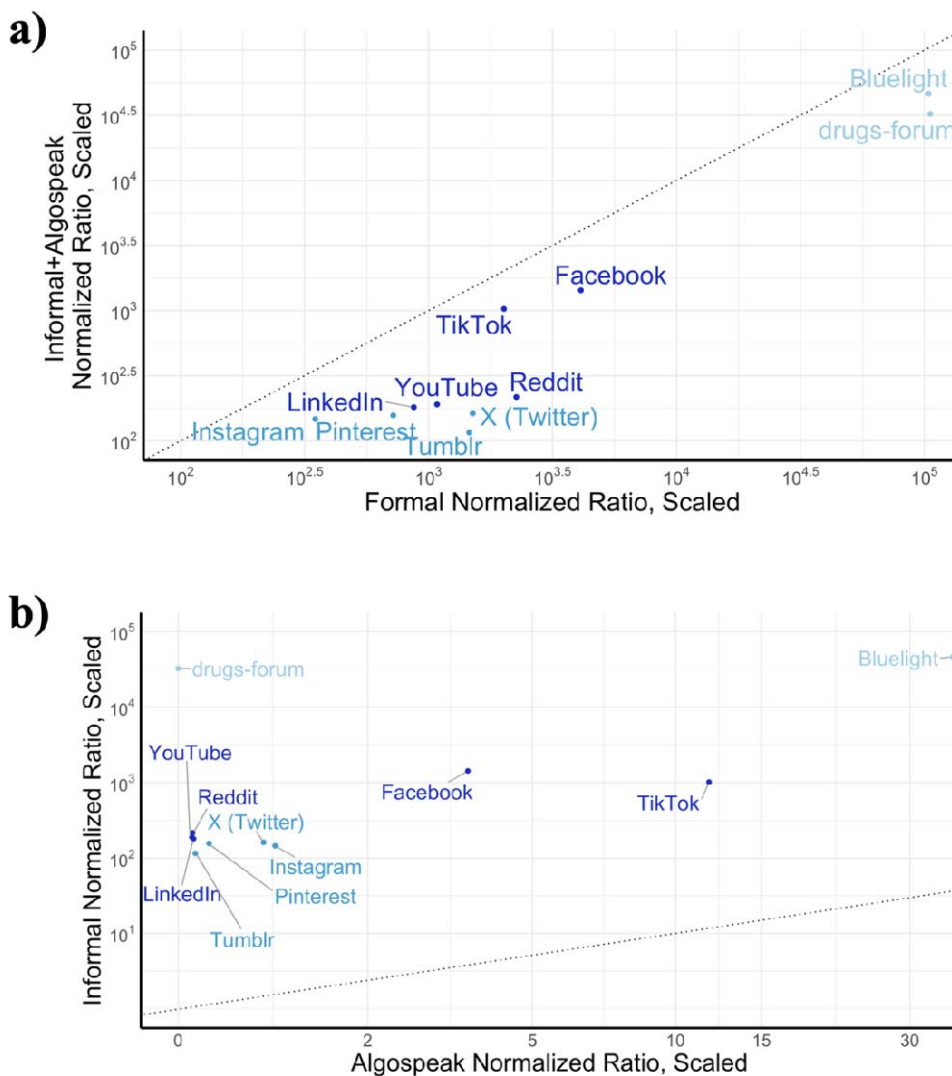 a)
Informal+Algospeak
Normalized Ratio, Scaled
10^5
10^4.5
10^4
10^3.5
10^3
10^2.5
10^2
Bluelight
drugs-forum
Facebook
TikTok
Reddit
YouTube
LinkedIn
X (Twitter)
Instagram
Pinterest
Tumblr
10^2
10^2.5
10^3
10^3.5
10^4
10^4.5
10^5
Formal Normalized Ratio, Scaled
b)
Informal Normalized Ratio, Scaled
10^5
10^4
10^3
10^2
10^1
drugs-forum
Bluelight
YouTube
Facebook
TikTok
Reddit
X (Twitter)
Instagram
LinkedIn
Pinterest
Tumblr
0
2
5
10
15
30
Algospeak Normalized Ratio, Scaled